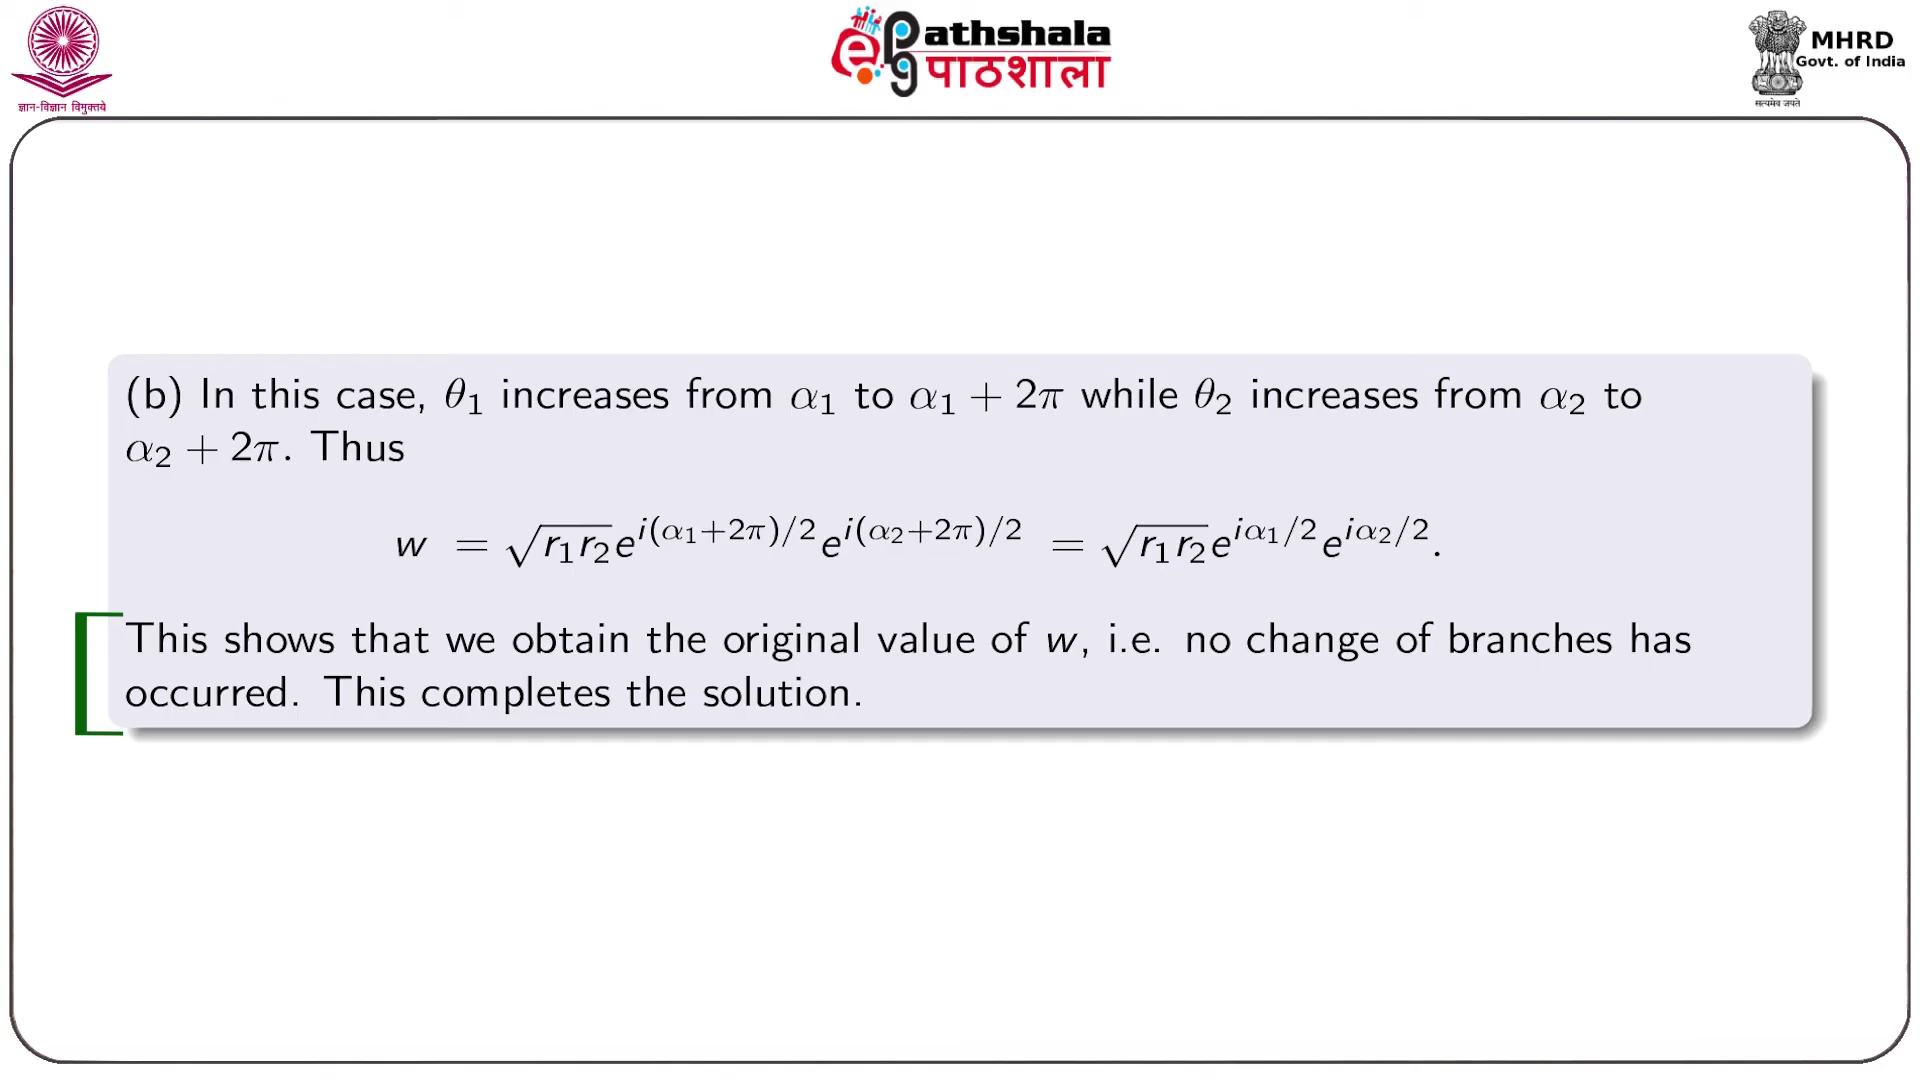 ज्ञान-विज्ञान विमुक्तये
ePG Pathshala
पाठशाला
MHRD
Govt. of India
सत्यमेव जयते
(b) In this case, θ₁ increases from α₁ to α₁ + 2π while θ₂ increases from α₂ to
α₂ + 2π. Thus
w = √(r₁r₂)e^{i(α₁+2π)/2}e^{i(α₂+2π)/2} = √(r₁r₂)e^{iα₁/2}e^{iα₂/2}.
This shows that we obtain the original value of w, i.e. no change of branches has
occurred. This completes the solution.